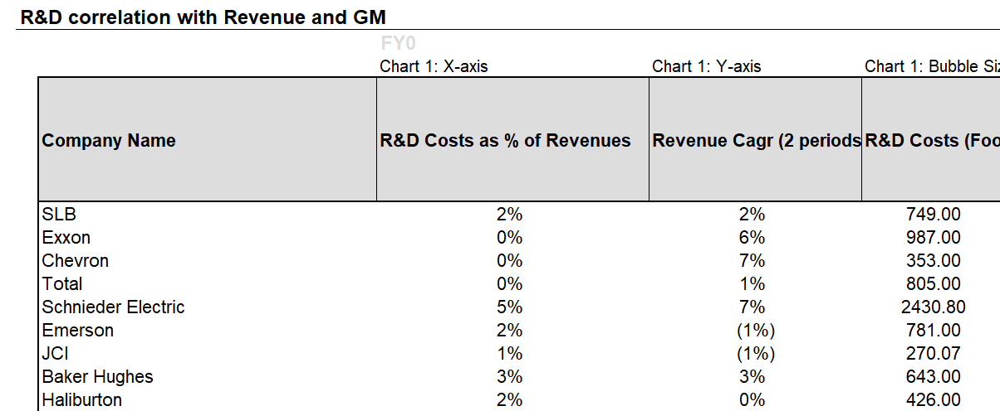 R&D correlation with Revenue and GM
FY0
Chart 1: X-axis Chart 1: Y-axis Chart 1: Bubble
Company Name R&D Costs as % of Revenues Revenue Cagr (2 periods R&D Costs
SLB 2% 2% 749.00
Exxon 0% 6% 987.00
Chevron 0% 7% 353.00
Total 0% 1% 805.00
Schnieder Electric 5% 7% 2430.80
Emerson 2% (1%) 781.00
JCI 1% (1%) 270.07
Baker Hughes 3% 3% 643.00
Haliburton 2% 0% 426.00